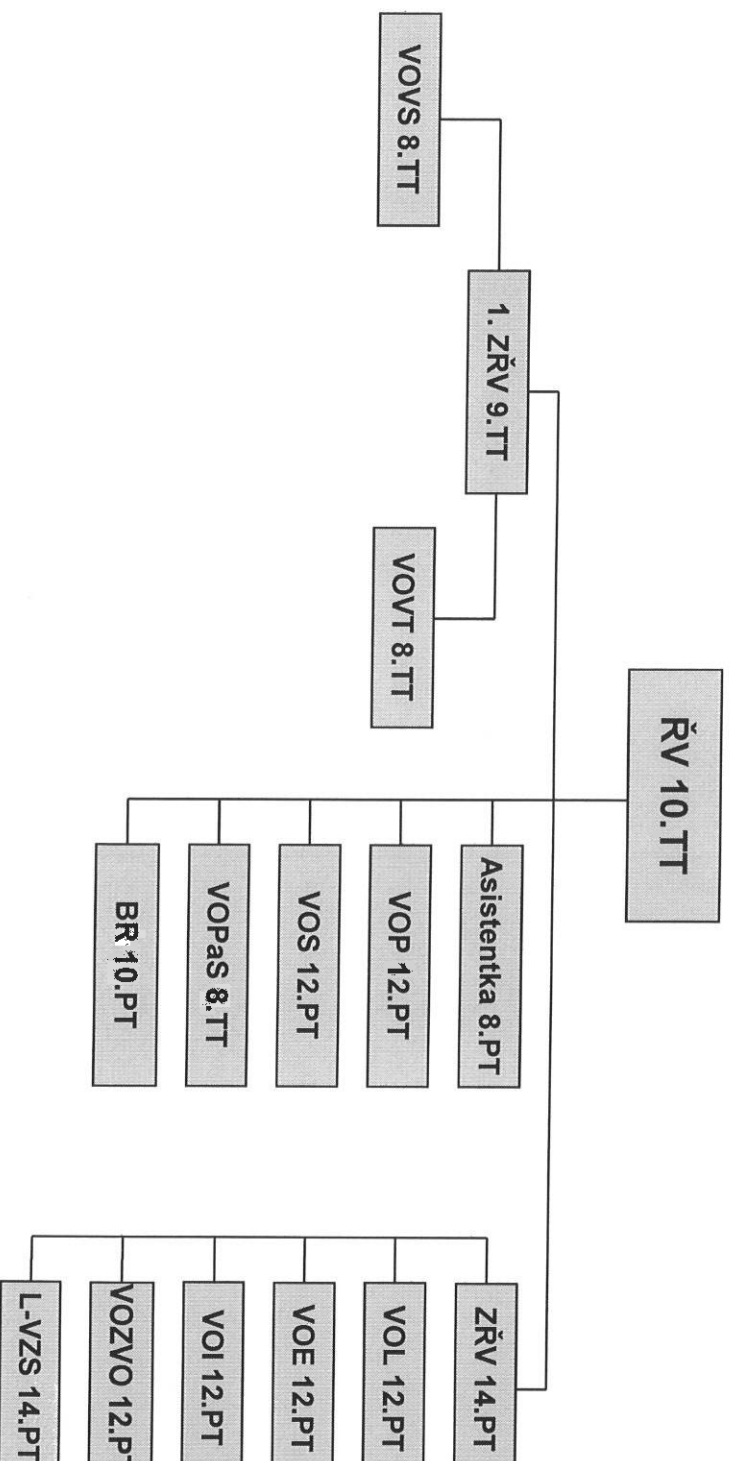 ŘV 10.TT
1. ZŘV 9.TT
VOVS 8.TT
VOVT 8.TT
Asistentka 8.PT
VOP 12.PT
VOS 12.PT
VOPaS 8.TT
BR 10.PT
ZŘV 14.PT
VOL 12.PT
VOE 12.PT
VOI 12.PT
VOZVO 12.PT
L-VZS 14.PT